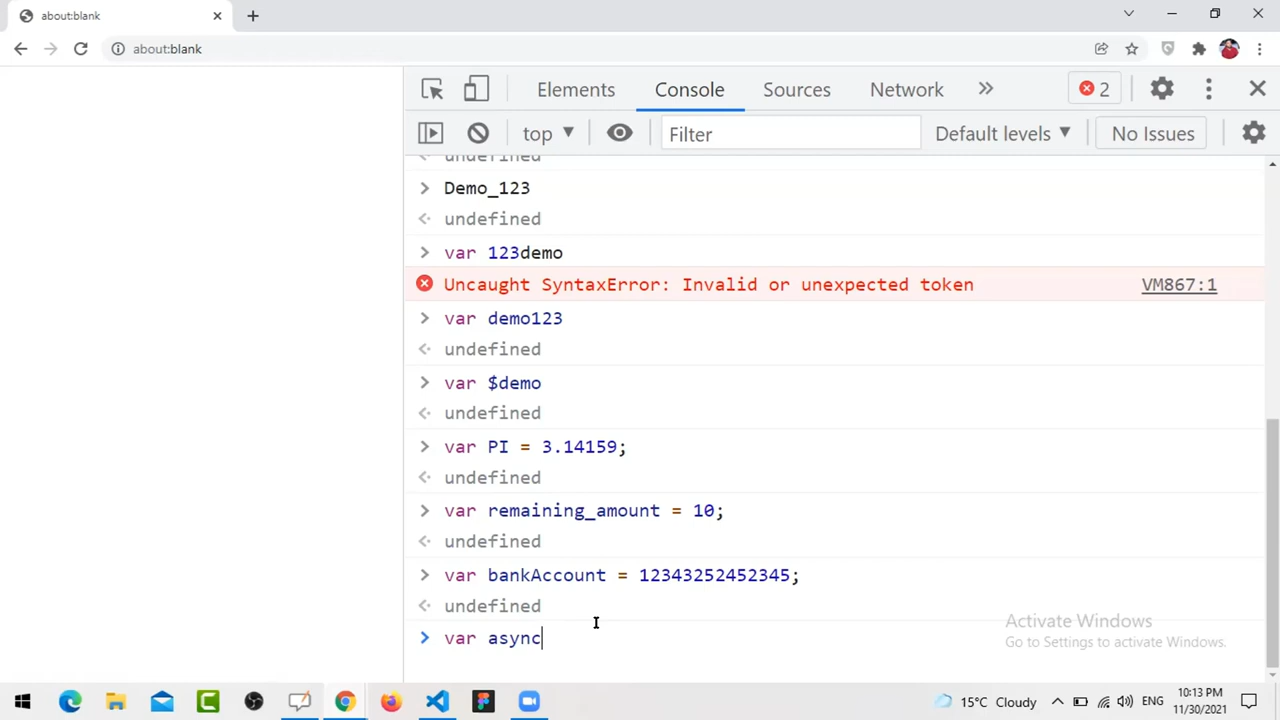 about:blank
about:blank
Elements Console Sources Network » 2
top ▼ Filter Default levels ▼ No Issues
undefined
> Demo_123
undefined
> var 123demo
Uncaught SyntaxError: Invalid or unexpected token VM867:1
> var demo123
undefined
> var $demo
undefined
> var PI = 3.14159;
undefined
> var remaining_amount = 10;
undefined
> var bankAccount = 12343252452345;
undefined
> var async
Activate Windows
Go to Settings to activate Windows.
15°C Cloudy ENG 10:13 PM
11/30/2021